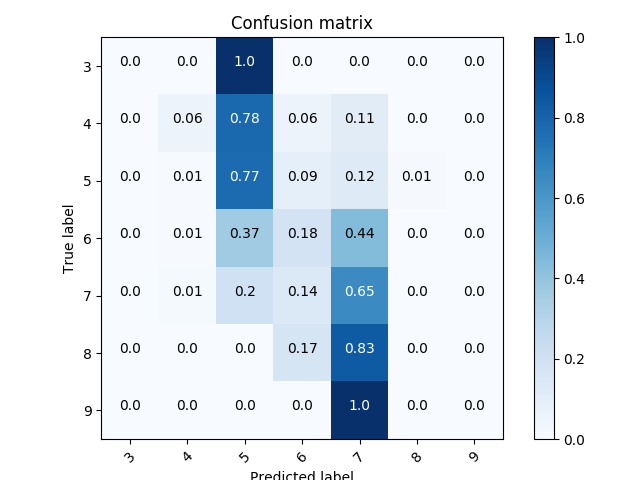 Confusion matrix
3 0.0 0.0 1.0 0.0 0.0 0.0 0.0
4 0.0 0.06 0.78 0.06 0.11 0.0 0.0
5 0.0 0.01 0.77 0.09 0.12 0.01 0.0
6 0.0 0.01 0.37 0.18 0.44 0.0 0.0
7 0.0 0.01 0.2 0.14 0.65 0.0 0.0
8 0.0 0.0 0.0 0.17 0.83 0.0 0.0
9 0.0 0.0 0.0 0.0 1.0 0.0 0.0
3 4 5 6 7 8 9
True label
Predicted label
1.0
0.8
0.6
0.4
0.2
0.0